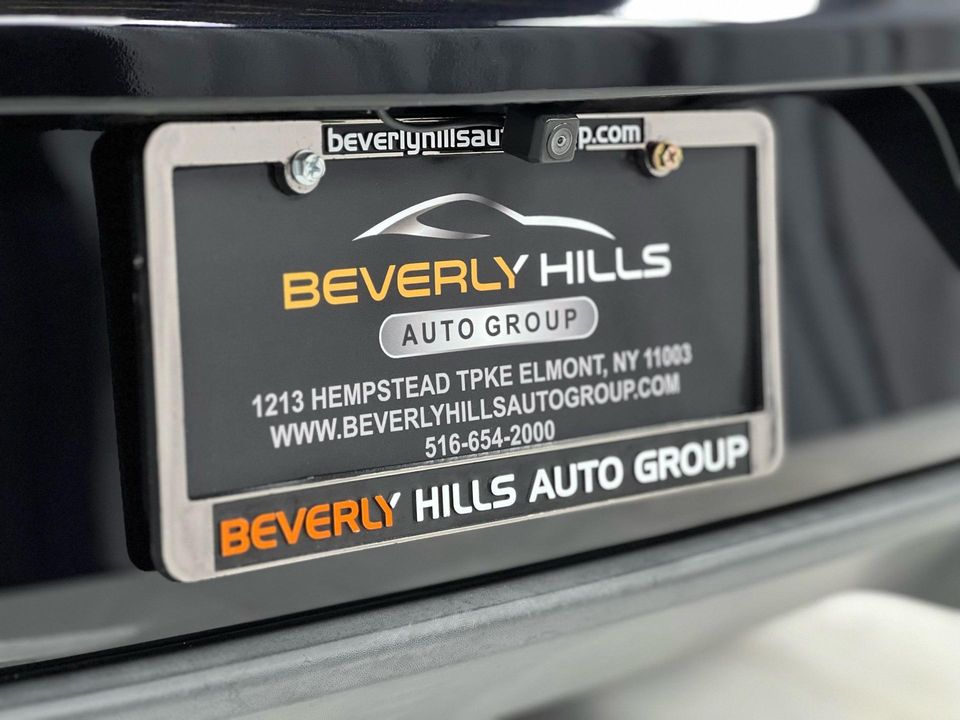 beverlyhillsau p.com
BEVERLY HILLS
AUTO GROUP
1213 HEMPSTEAD TPKE ELMONT, NY 11003
WWW.BEVERLYHILLSAUTOGROUP.COM
516-654-2000
BEVERLY HILLS AUTO GROUP